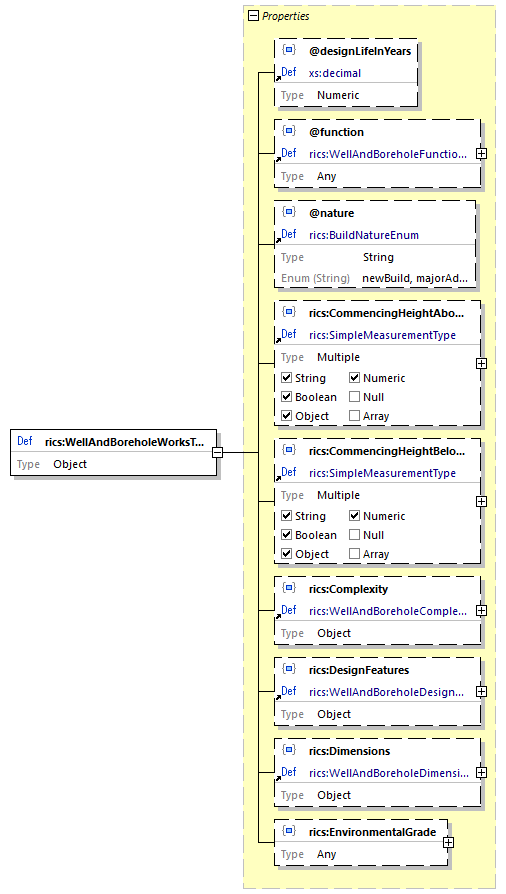 Properties
@designLifeInYears
Def xs:decimal
Type Numeric
@function
Def rics:WellAndBoreholeFunctio...
Type Any
@nature
Def rics:BuildNatureEnum
Type String
Enum (String) newBuild, majorAd...
rics:CommencingHeightAbo...
Def rics:SimpleMeasurementType
Type Multiple
String Numeric
Boolean Null
Object Array
Def rics:WellAndBoreholeWorksT...
Type Object
rics:CommencingHeightBelo...
Def rics:SimpleMeasurementType
Type Multiple
String Numeric
Boolean Null
Object Array
rics:Complexity
Def rics:WellAndBoreholeComple...
Type Object
rics:DesignFeatures
Def rics:WellAndBoreholeDesign...
Type Object
rics:Dimensions
Def rics:WellAndBoreholeDimensi...
Type Object
rics:EnvironmentalGrade
Type Any